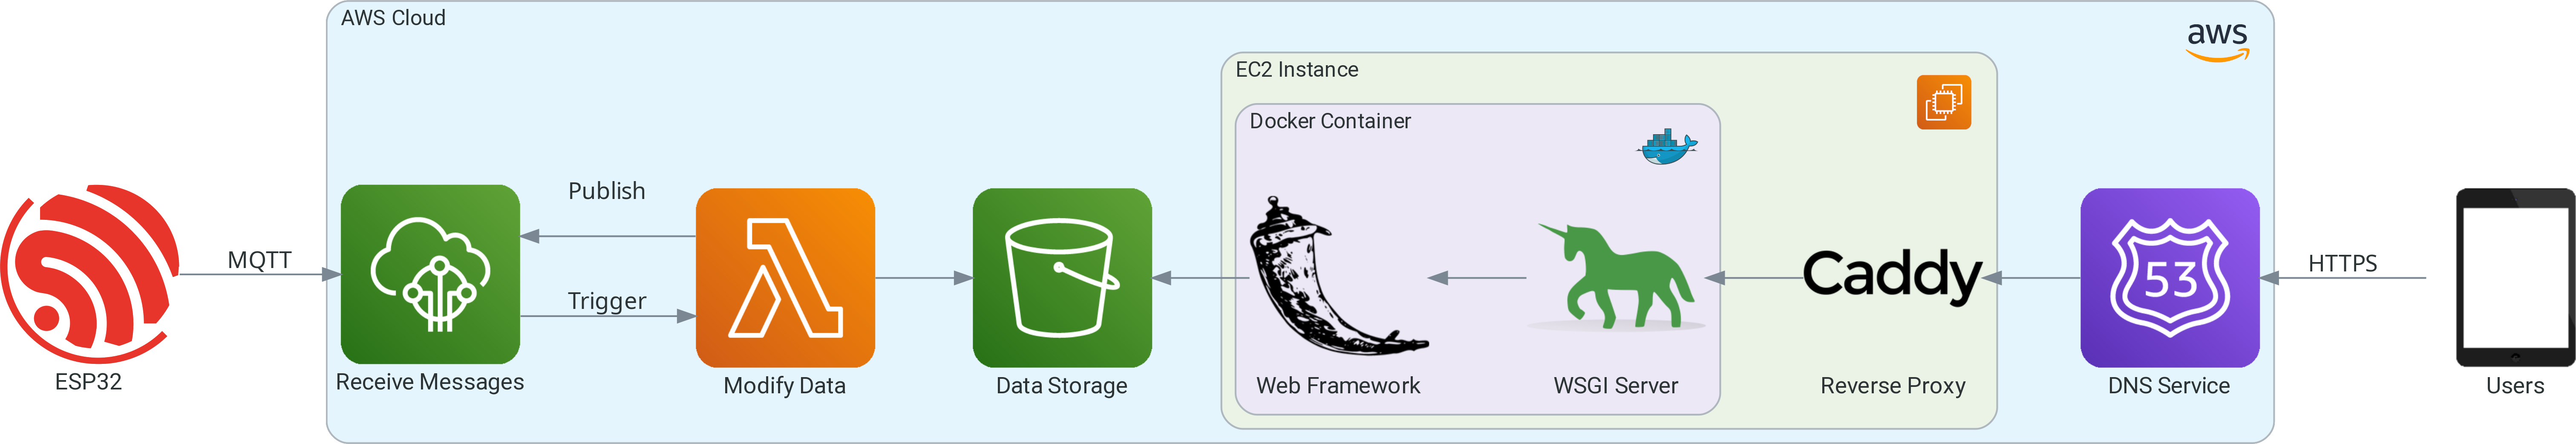 AWS Cloud
aws
EC2 Instance
Docker Container
Publish
MQTT
Trigger
Caddy
53
HTTPS
ESP32
Receive Messages
Modify Data
Data Storage
Web Framework
WSGI Server
Reverse Proxy
DNS Service
Users